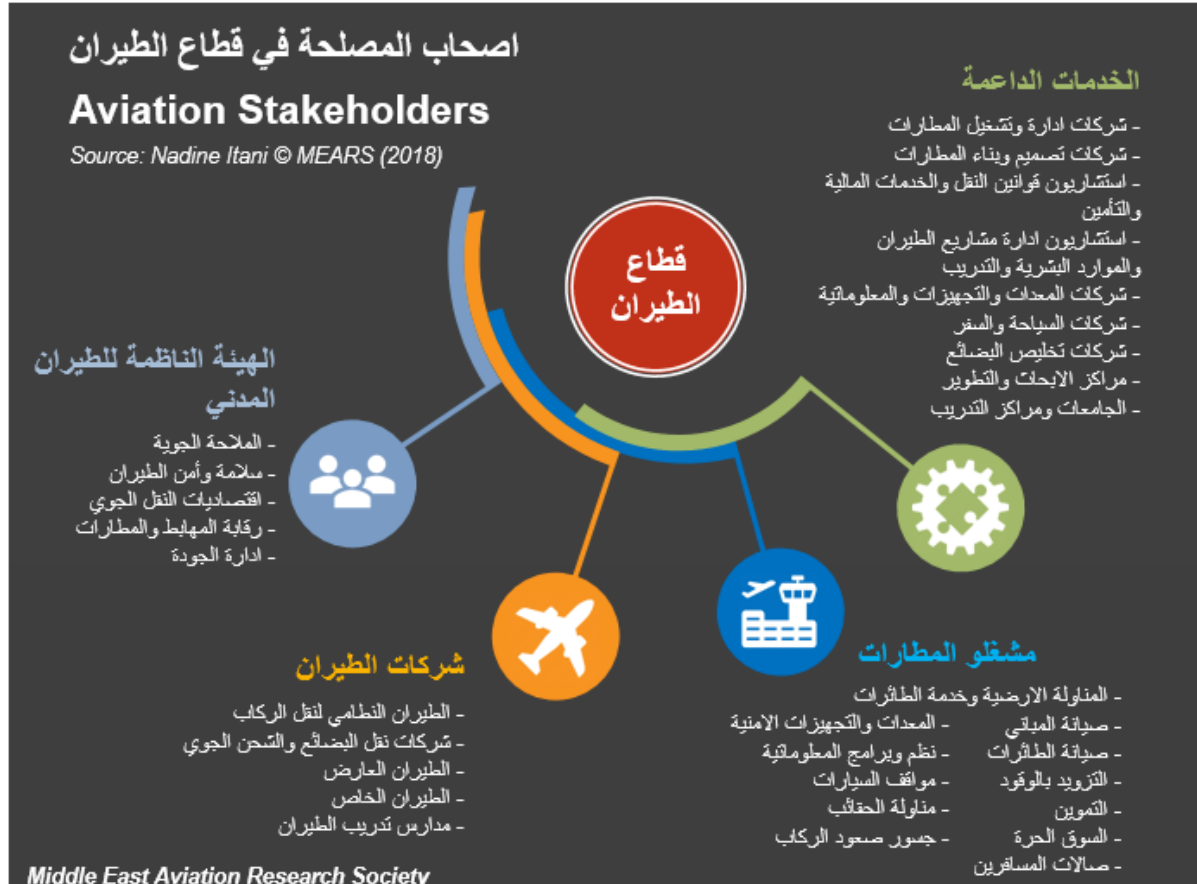 اصحاب المصلحة في قطاع الطيران
Aviation Stakeholders
Source: Nadine Itani © MEARS (2018)
الخدمات الداعمة
- شركات ادارة وتشغيل المطارات
- شركات تصميم وبناء المطارات
- استشاريون قوانين النقل والخدمات المالية
والتأمين
- استشاريون ادارة مشاريع الطيران
والموارد البشرية والتدريب
- شركات المعدات والتجهيزات والمعلوماتية
- شركات السياحة والسفر
- شركات تخليص البضائع
- مراكز الابحاث والتطوير
- الجامعات ومراكز التدريب
قطاع
الطيران
الهيئة الناظمة للطيران
المدني
- الملاحة الجوية
- سلامة وأمن الطيران
- اقتصاديات النقل الجوي
- رقابة المهابط والمطارات
- ادارة الجودة
مشغلو المطارات
- المناولة الارضية وخدمة الطائرات
- صيانة المباني
- صيانة الطائرات
- التزويد بالوقود
- التموين
- السوق الحرة
- صالات المسافرين
- المعدات والتجهيزات الامنية
- نظم وبرامج المعلوماتية
- مواقف السيارات
- مناولة الحقائب
- جسور صعود الركاب
شركات الطيران
- الطيران النظامي لنقل الركاب
- شركات نقل البضائع والشحن الجوي
- الطيران العارض
- الطيران الخاص
- مدارس تدريب الطيران
Middle East Aviation Research Society